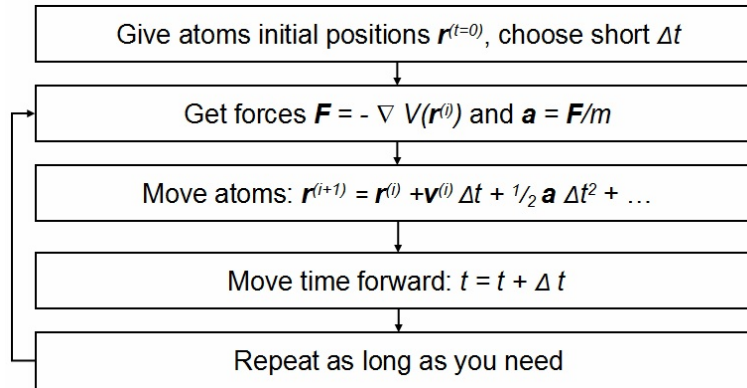 Give atoms initial positions r⁽ᵗ⁼⁰⁾, choose short Δt
Get forces F = - ∇ V(r⁽ⁱ⁾) and a = F/m
Move atoms: r⁽ⁱ⁺¹⁾ = r⁽ⁱ⁾ +v⁽ⁱ⁾ Δt + ¹/₂ a Δt² + …
Move time forward: t = t + Δ t
Repeat as long as you need